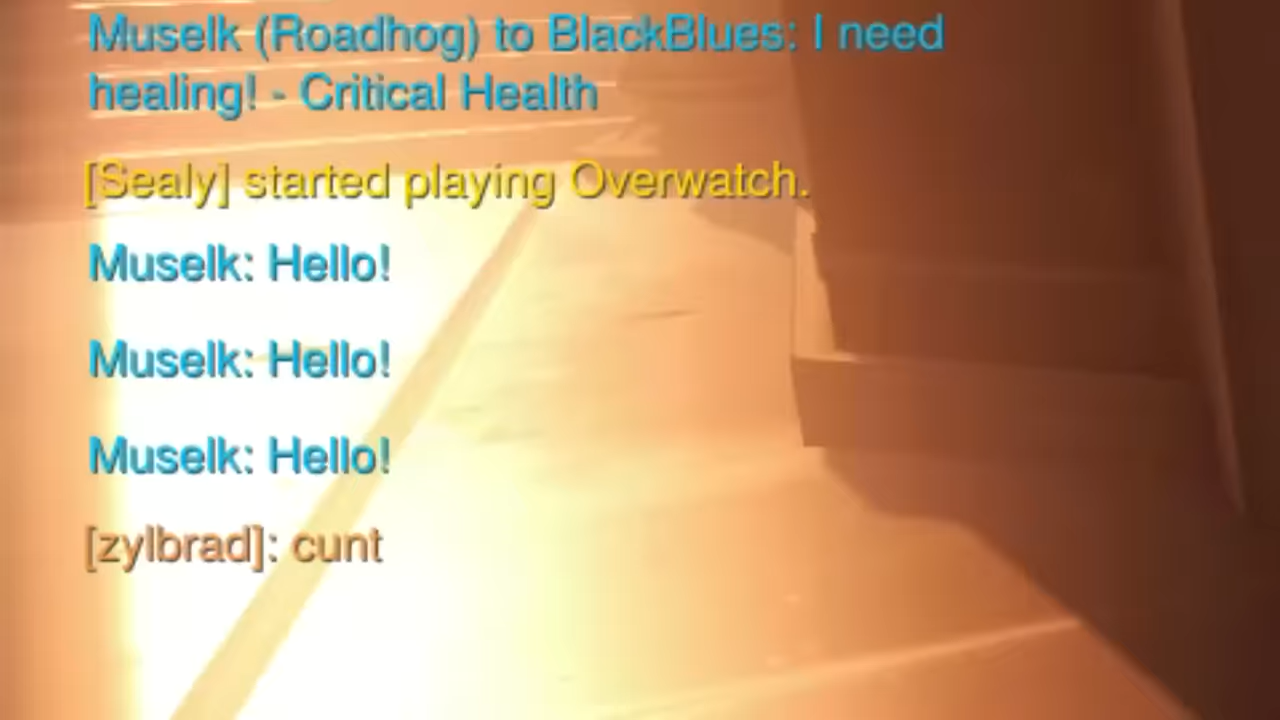 Muselk (Roadhog) to BlackBlues: I need
healing! - Critical Health
[Sealy] started playing Overwatch.
Muselk: Hello!
Muselk: Hello!
Muselk: Hello!
[zylbrad]: cunt